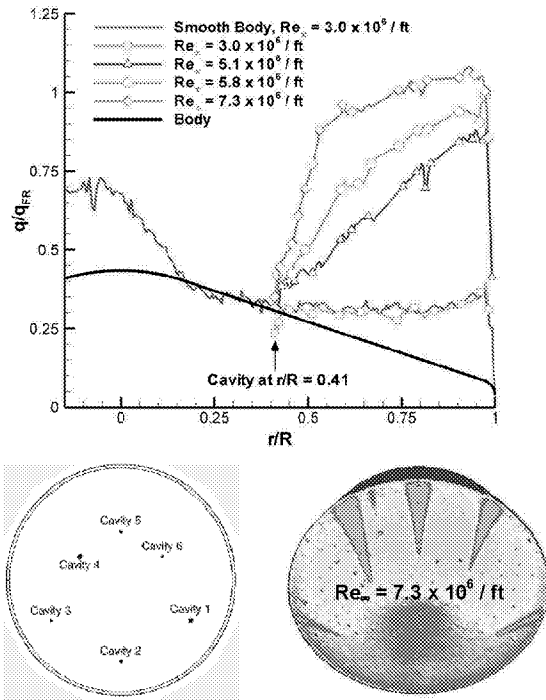 Smooth Body, Re∞ = 3.0 x 10⁶ / ft
Re∞ = 3.0 x 10⁶ / ft
Re∞ = 5.1 x 10⁶ / ft
Re∞ = 5.8 x 10⁶ / ft
Re∞ = 7.3 x 10⁶ / ft
Body
1.25
1
0.75
0.5
0.25
0
q/qFR
Cavity at r/R = 0.41
0 0.25 0.5 0.75 1
r/R
Cavity 5
Cavity 6
Cavity 4
Cavity 3
Cavity 1
Cavity 2
Re∞ = 7.3 x 10⁶ / ft